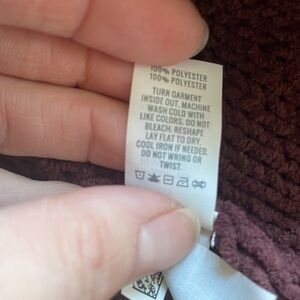 100% POLYESTER
100% POLYESTER
TURN GARMENT
INSIDE OUT. MACHINE
WASH COLD WITH
LIKE COLORS. DO NOT
BLEACH. RESHAPE
LAY FLAT TO DRY.
COOL IRON IF NEEDED.
DO NOT WRING OR
TWIST.